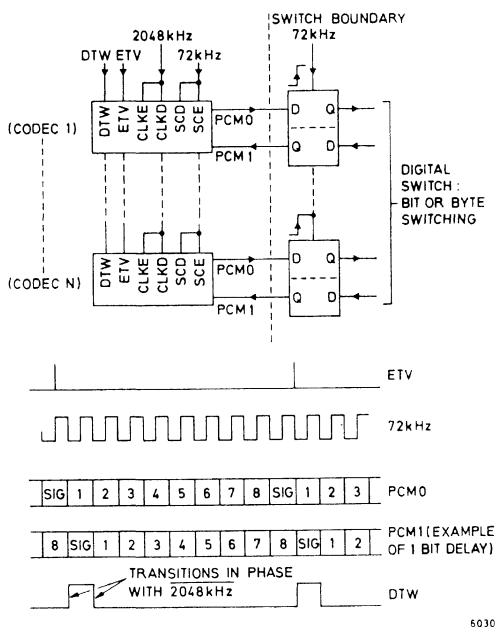 SWITCH BOUNDARY
2048kHz
72kHz
DTW ETV
72kHz
(CODEC 1)
DTW
ETV
CLKE
CLKD
SCD
SCE
PCM0
PCM1
D Q
Q D
DIGITAL
SWITCH :
BIT OR BYTE
SWITCHING
(CODEC N)
DTW
ETV
CLKE
CLKD
SCD
SCE
PCM0
PCM1
D Q
Q D
ETV
72kHz
SIG 1 2 3 4 5 6 7 8 SIG 1 2 3
PCM0
8 SIG 1 2 3 4 5 6 7 8 SIG 1 2
PCM1 (EXAMPLE
OF 1 BIT DELAY)
TRANSITIONS IN PHASE
WITH 2048kHz
DTW
6030